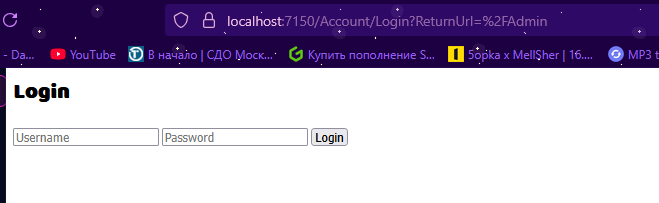 localhost:7150/Account/Login?ReturnUrl=%2FAdmin
- Da... YouTube В начало | СДО Моск... Купить пополнение S... 5opka x MellSher | 16.... MP3 t
Login
Username Password Login